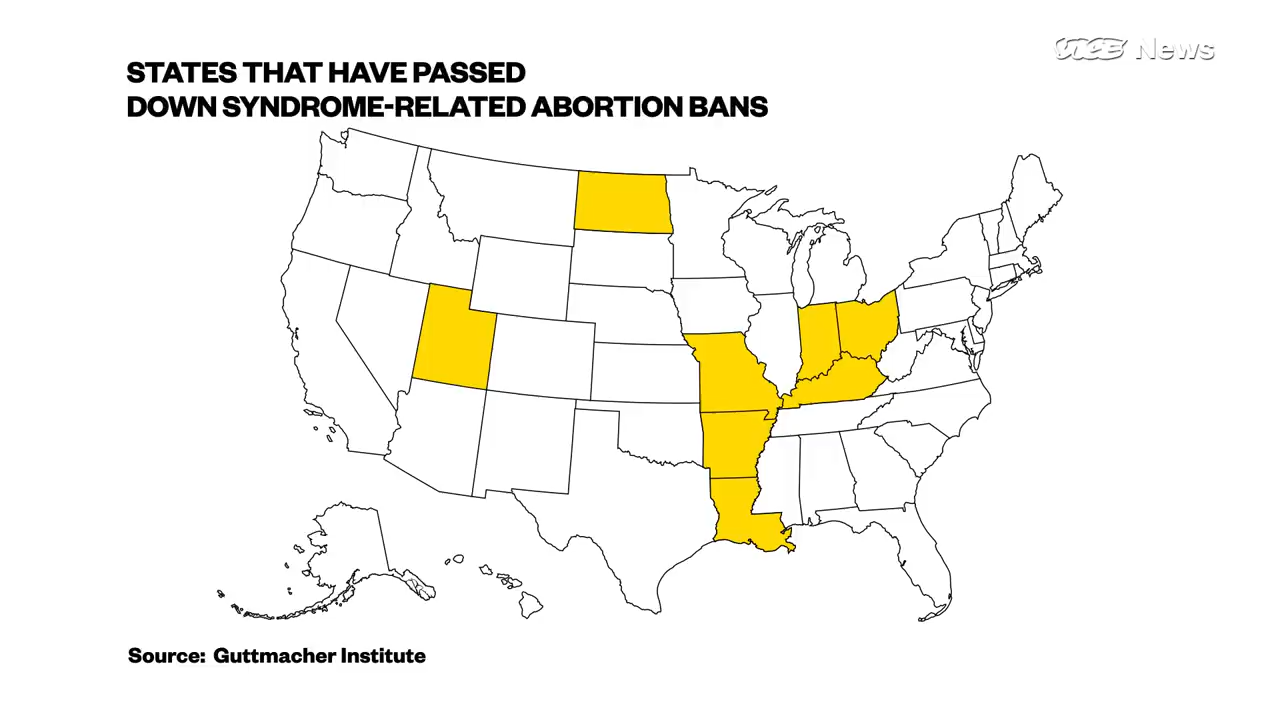 VICE News
STATES THAT HAVE PASSED
DOWN SYNDROME-RELATED ABORTION BANS
Source: Guttmacher Institute